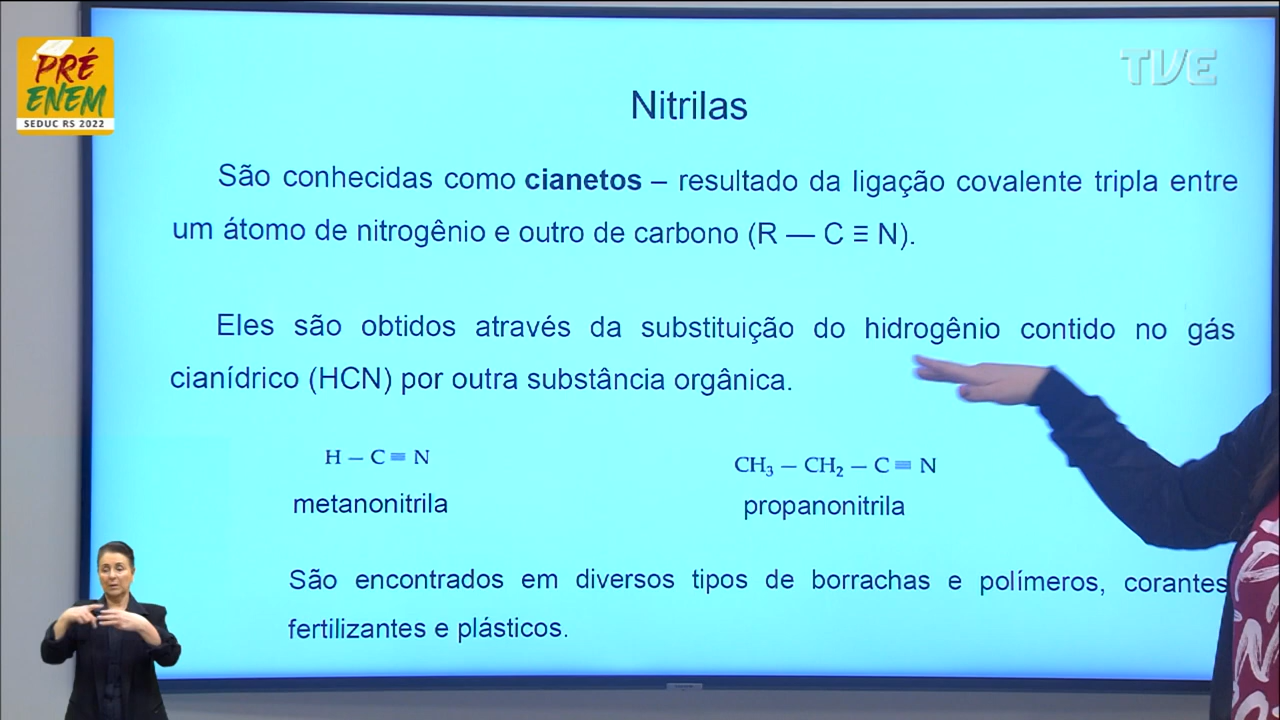 PRÉ
ENEM
SEDUC RS 2022
TVE
Nitrilas
São conhecidas como cianetos – resultado da ligação covalente tripla entre
um átomo de nitrogênio e outro de carbono (R — C ≡ N).
Eles são obtidos através da substituição do hidrogênio contido no gás
cianídrico (HCN) por outra substância orgânica.
H – C ≡ N
CH₃ – CH₂ – C ≡ N
metanonitrila
propanonitrila
São encontrados em diversos tipos de borrachas e polímeros, corantes
fertilizantes e plásticos.